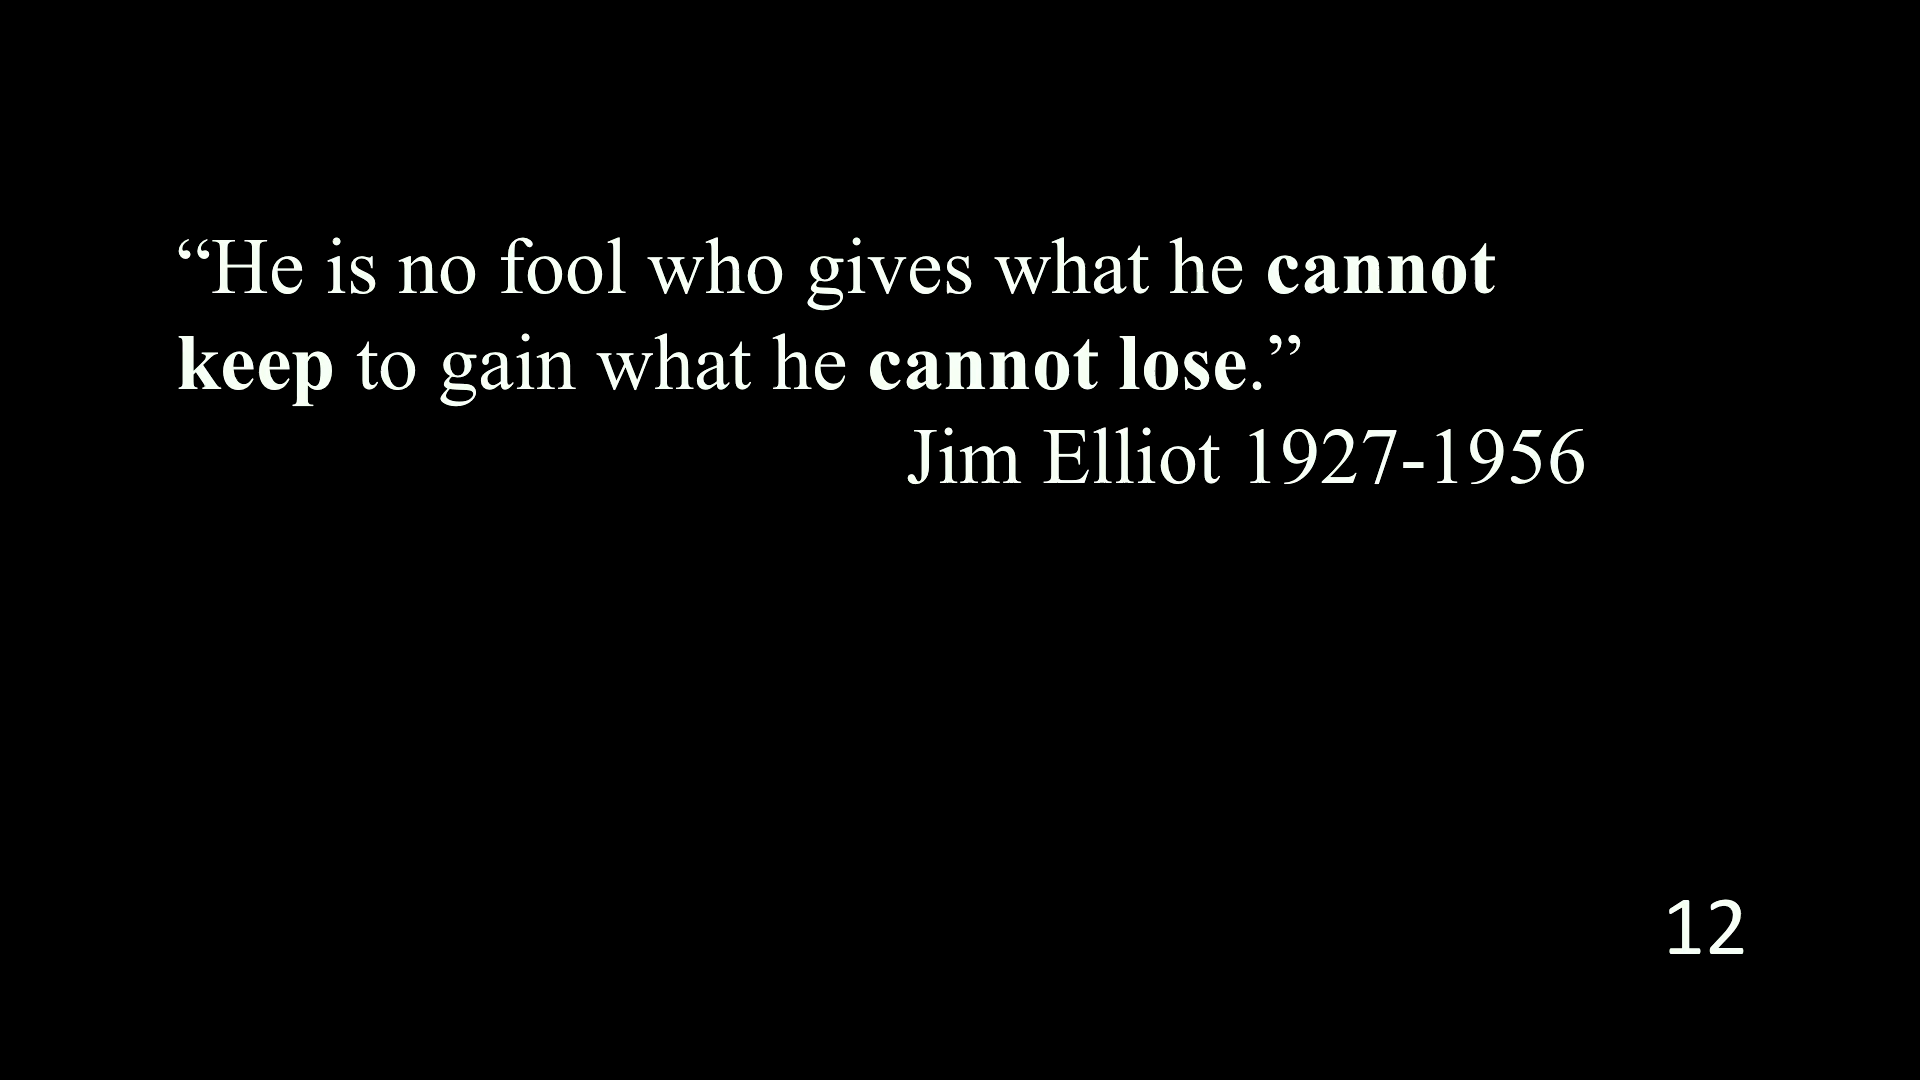 “He is no fool who gives what he cannot
keep to gain what he cannot lose.”
Jim Elliot 1927-1956
12